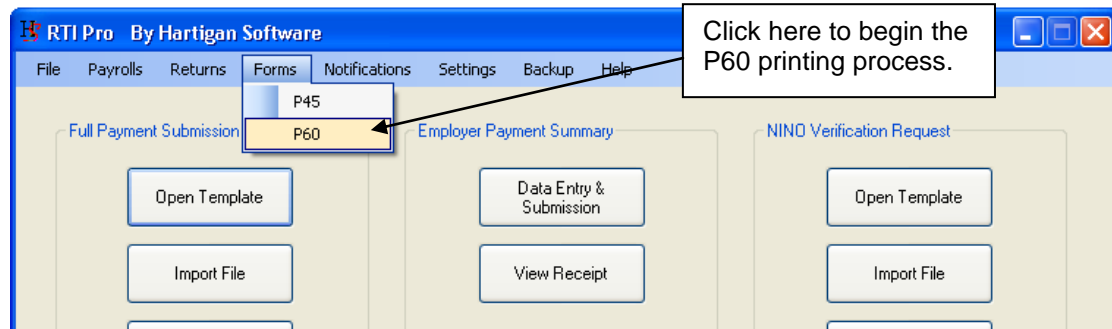 RTI Pro By Hartigan Software
Click here to begin the
P60 printing process.
File Payrolls Returns Forms Notifications Settings Backup Help
P45
P60
Full Payment Submission
Employer Payment Summary
NINO Verification Request
Open Template
Data Entry &
Submission
Open Template
Import File
View Receipt
Import File